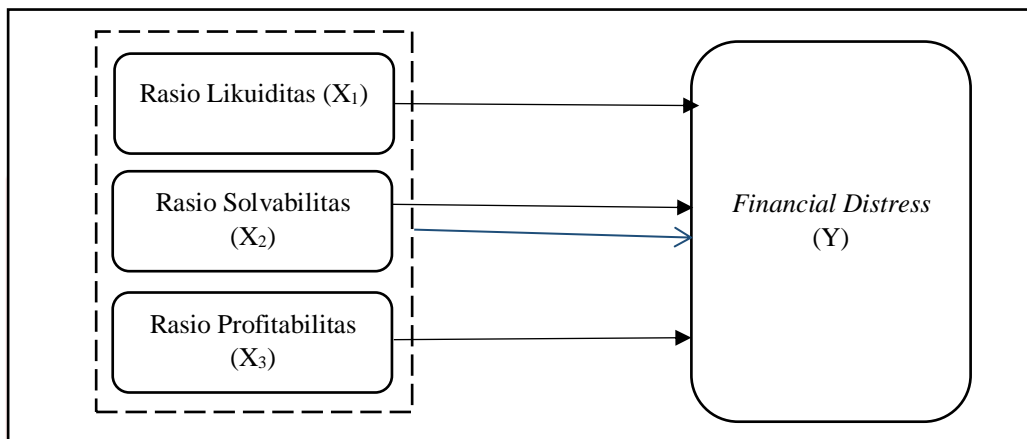 Rasio Likuiditas (X₁)
Rasio Solvabilitas
(X₂)
Rasio Profitabilitas
(X₃)
Financial Distress
(Y)